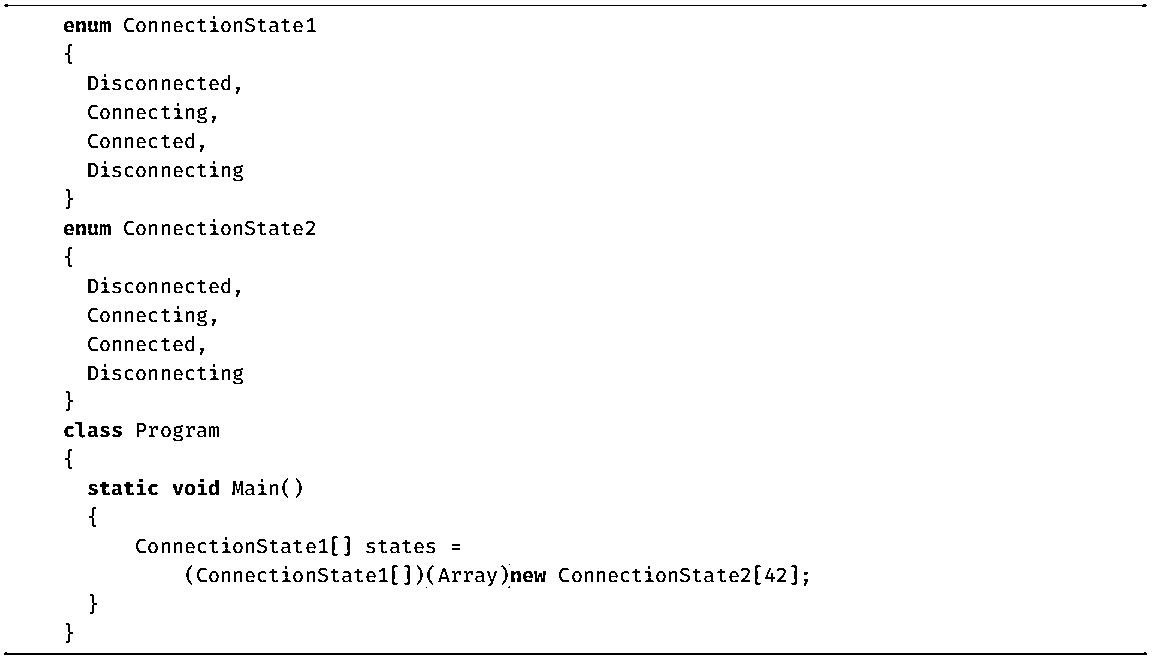 enum ConnectionState1
{
  Disconnected,
  Connecting,
  Connected,
  Disconnecting
}
enum ConnectionState2
{
  Disconnected,
  Connecting,
  Connected,
  Disconnecting
}
class Program
{
  static void Main()
  {
      ConnectionState1[] states =
          (ConnectionState1[])(Array)new ConnectionState2[42];
  }
}